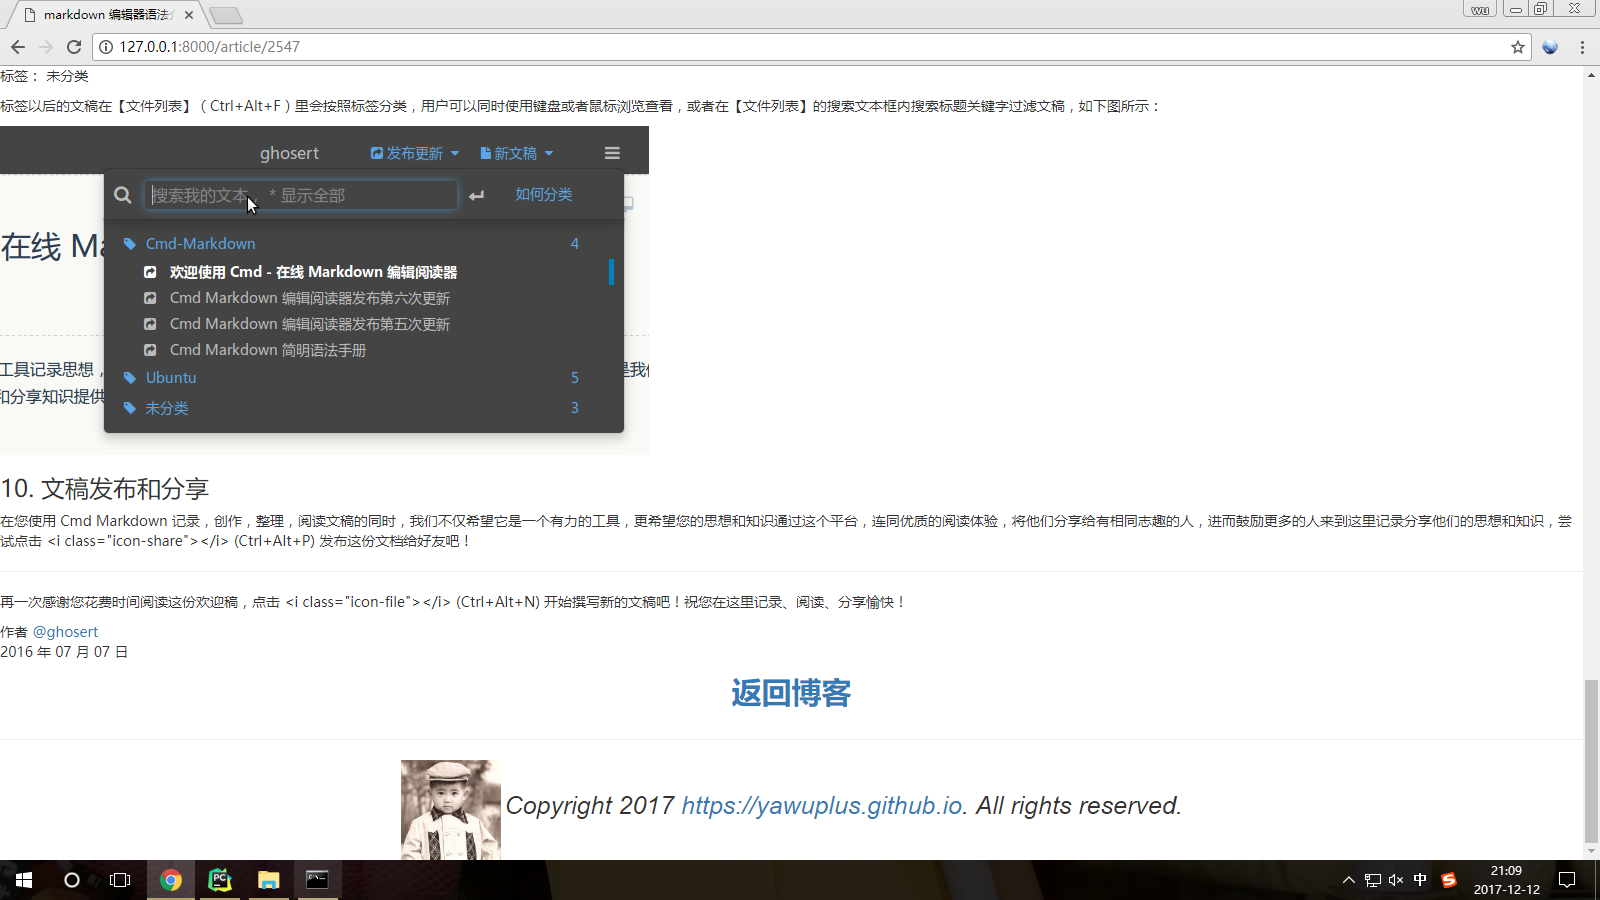 markdown 编辑器语法
wu
127.0.0.1:8000/article/2547
标签： 未分类
标签以后的文稿在【文件列表】（Ctrl+Alt+F）里会按照标签分类，用户可以同时使用键盘或者鼠标浏览查看，或者在【文件列表】的搜索文本框内搜索标题关键字过滤文稿，如下图所示：
ghosert 发布更新 新文稿
搜索我的文本， * 显示全部 如何分类
在线 Ma
Cmd-Markdown 4
欢迎使用 Cmd - 在线 Markdown 编辑阅读器
Cmd Markdown 编辑阅读器发布第六次更新
Cmd Markdown 编辑阅读器发布第五次更新
Cmd Markdown 简明语法手册
工具记录思想， 是我们
Ubuntu 5
和分享知识提供
未分类 3
10. 文稿发布和分享
在您使用 Cmd Markdown 记录，创作，整理，阅读文稿的同时，我们不仅希望它是一个有力的工具，更希望您的思想和知识通过这个平台，连同优质的阅读体验，将他们分享给有相同志趣的人，进而鼓励更多的人来到这里记录分享他们的思想和知识，尝
试点击 <i class="icon-share"></i> (Ctrl+Alt+P) 发布这份文档给好友吧！
再一次感谢您花费时间阅读这份欢迎稿，点击 <i class="icon-file"></i> (Ctrl+Alt+N) 开始撰写新的文稿吧！祝您在这里记录、阅读、分享愉快！
作者 @ghosert
2016 年 07 月 07 日
返回博客
Copyright 2017 https://yawuplus.github.io. All rights reserved.
中
21:09
2017-12-12